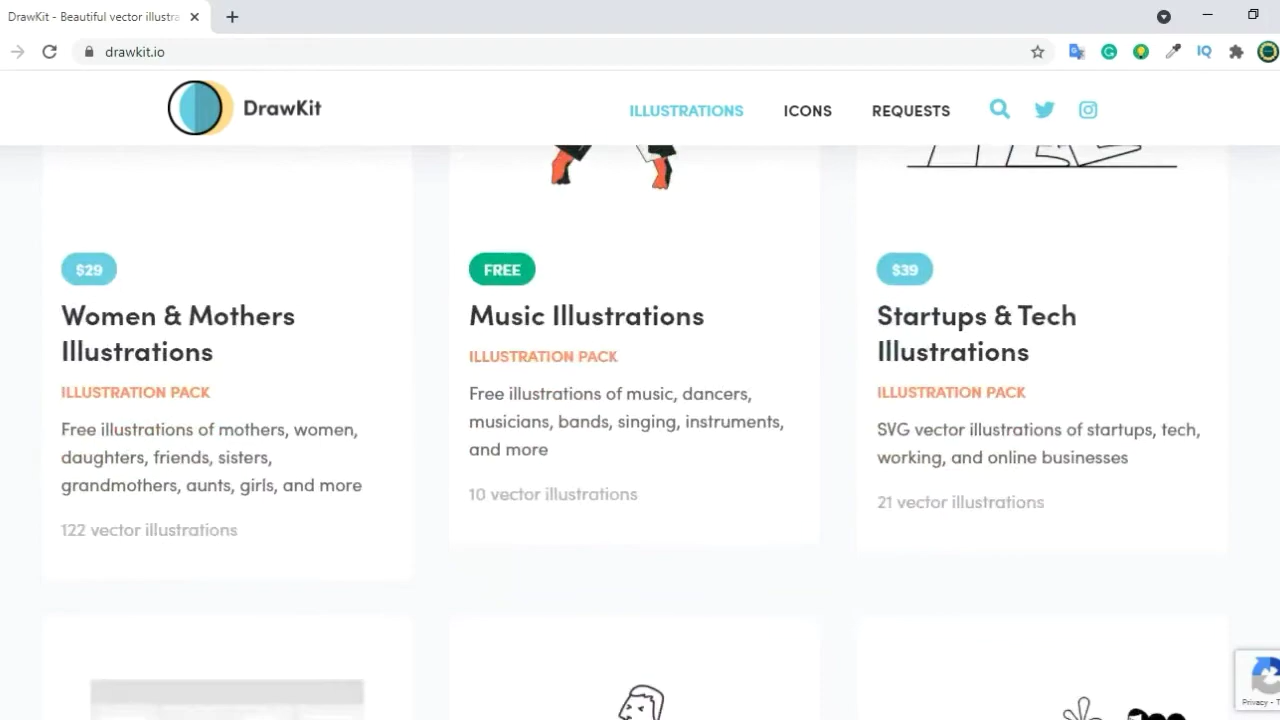 DrawKit - Beautiful vector illustra
drawkit.io
IQ
DrawKit
ILLUSTRATIONS
ICONS
REQUESTS
$29
Women & Mothers
Illustrations
ILLUSTRATION PACK
Free illustrations of mothers, women,
daughters, friends, sisters,
grandmothers, aunts, girls, and more
122 vector illustrations
FREE
Music Illustrations
ILLUSTRATION PACK
Free illustrations of music, dancers,
musicians, bands, singing, instruments,
and more
10 vector illustrations
$39
Startups & Tech
Illustrations
ILLUSTRATION PACK
SVG vector illustrations of startups, tech,
working, and online businesses
21 vector illustrations
Privacy - T